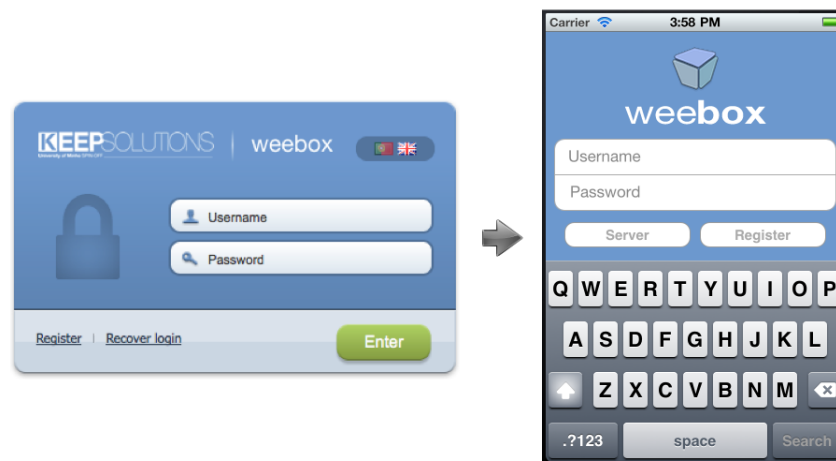 KEEPSOLUTIONS | weebox
Username
Password
Register | Recover login
Enter
Carrier 3:58 PM
weebox
Username
Password
Server Register
Q W E R T Y U I O P
A S D F G H J K L
Z X C V B N M
.?123 space Search